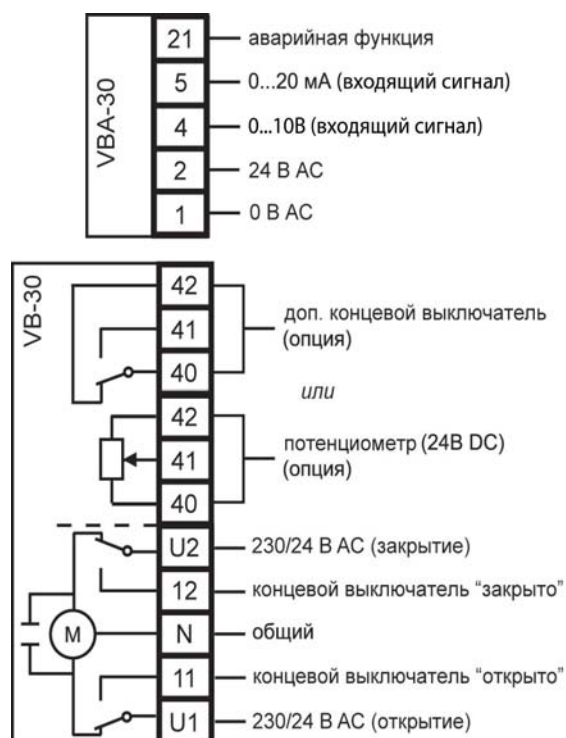 VBA-30
21 аварийная функция
5 0...20 мА (входящий сигнал)
4 0...10В (входящий сигнал)
2 24 В АС
1 0 В АС
VB-30
42
41 доп. концевой выключатель
(опция)
40
или
42
41 потенциометр (24В DC)
(опция)
40
U2 230/24 В АС (закрытие)
12 концевой выключатель “закрыто”
M
N общий
11 концевой выключатель “открыто”
U1 230/24 В АС (открытие)